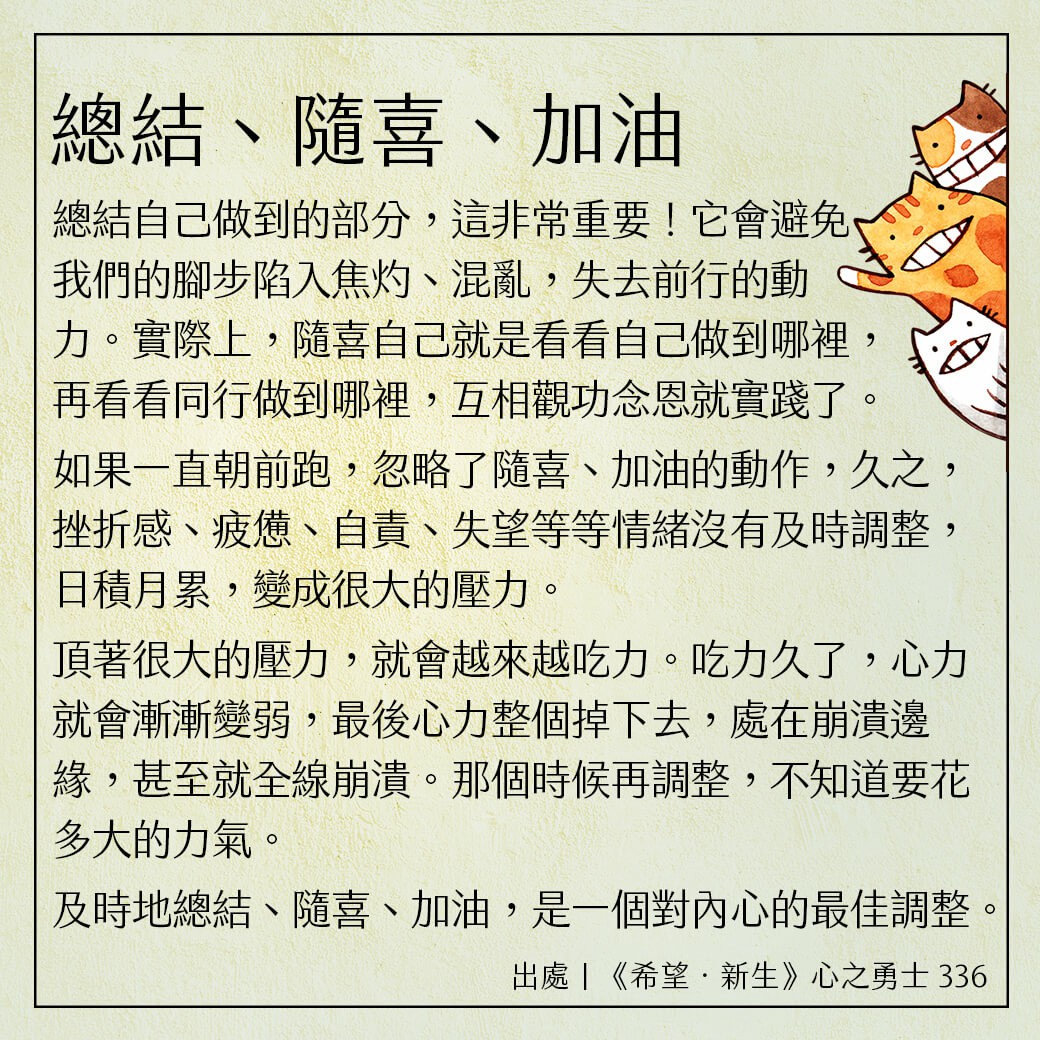 總結、隨喜、加油
總結自己做到的部分，這非常重要！它會避免
我們的腳步陷入焦灼、混亂，失去前行的動
力。實際上，隨喜自己就是看看自己做到哪裡，
再看看同行做到哪裡，互相觀功念恩就實踐了。
如果一直朝前跑，忽略了隨喜、加油的動作，久之，
挫折感、疲憊、自責、失望等等情緒沒有及時調整，
日積月累，變成很大的壓力。
頂著很大的壓力，就會越來越吃力。吃力久了，心力
就會漸漸變弱，最後心力整個掉下去，處在崩潰邊
緣，甚至就全線崩潰。那個時候再調整，不知道要花
多大的力氣。
及時地總結、隨喜、加油，是一個對內心的最佳調整。
出處｜《希望．新生》心之勇士 336